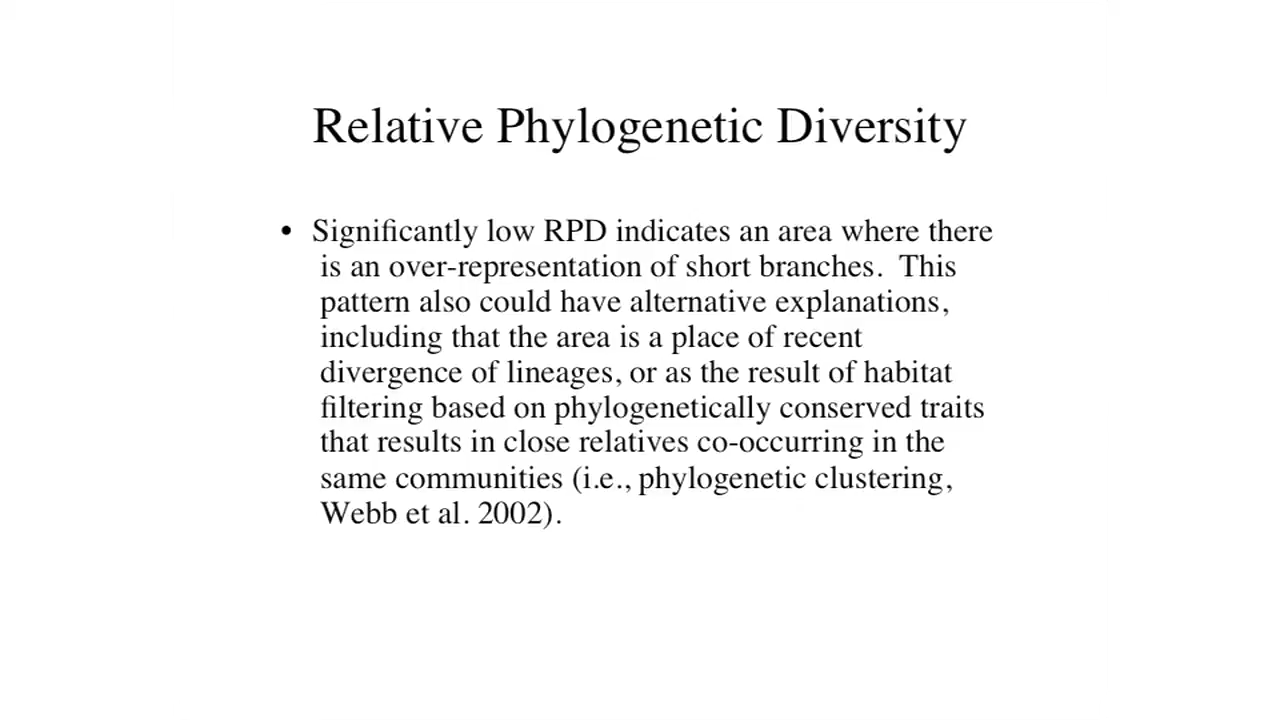 Relative Phylogenetic Diversity
• Significantly low RPD indicates an area where there
is an over-representation of short branches.  This
pattern also could have alternative explanations,
including that the area is a place of recent
divergence of lineages, or as the result of habitat
filtering based on phylogenetically conserved traits
that results in close relatives co-occurring in the
same communities (i.e., phylogenetic clustering,
Webb et al. 2002).